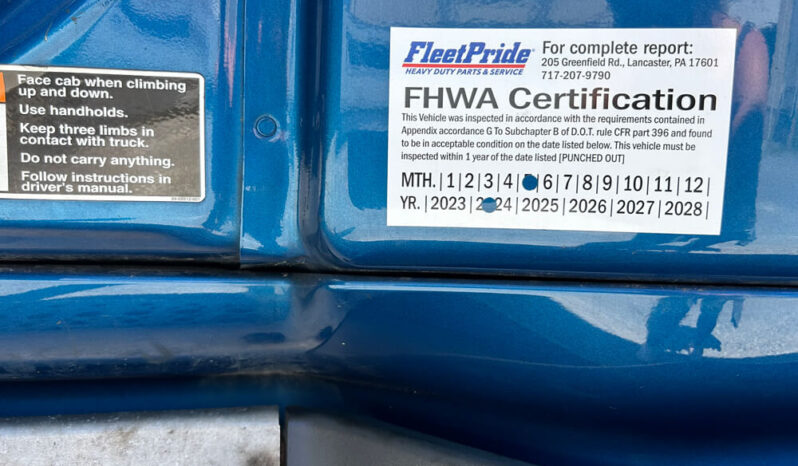 Face cab when climbing
up and down.
Use handholds.
Keep three limbs in
contact with truck.
Do not carry anything.
Follow instructions in
driver's manual.
FleetPride
HEAVY DUTY PARTS & SERVICE
For complete report:
205 Greenfield Rd., Lancaster, PA 17601
717-207-9790
FHWA Certification
This Vehicle was inspected in accordance with the requirements contained in
Appendix accordance G To Subchapter B of D.O.T. rule CFR part 396 and found
to be in acceptable condition on the date listed below. This vehicle must be
inspected within 1 year of the date listed [PUNCHED OUT]
MTH. | 1 | 2 | 3 | 4 | | 6 | 7 | 8 | 9 | 10 | 11 | 12 |
YR. | 2023 | 2024 | 2025 | 2026 | 2027 | 2028 |